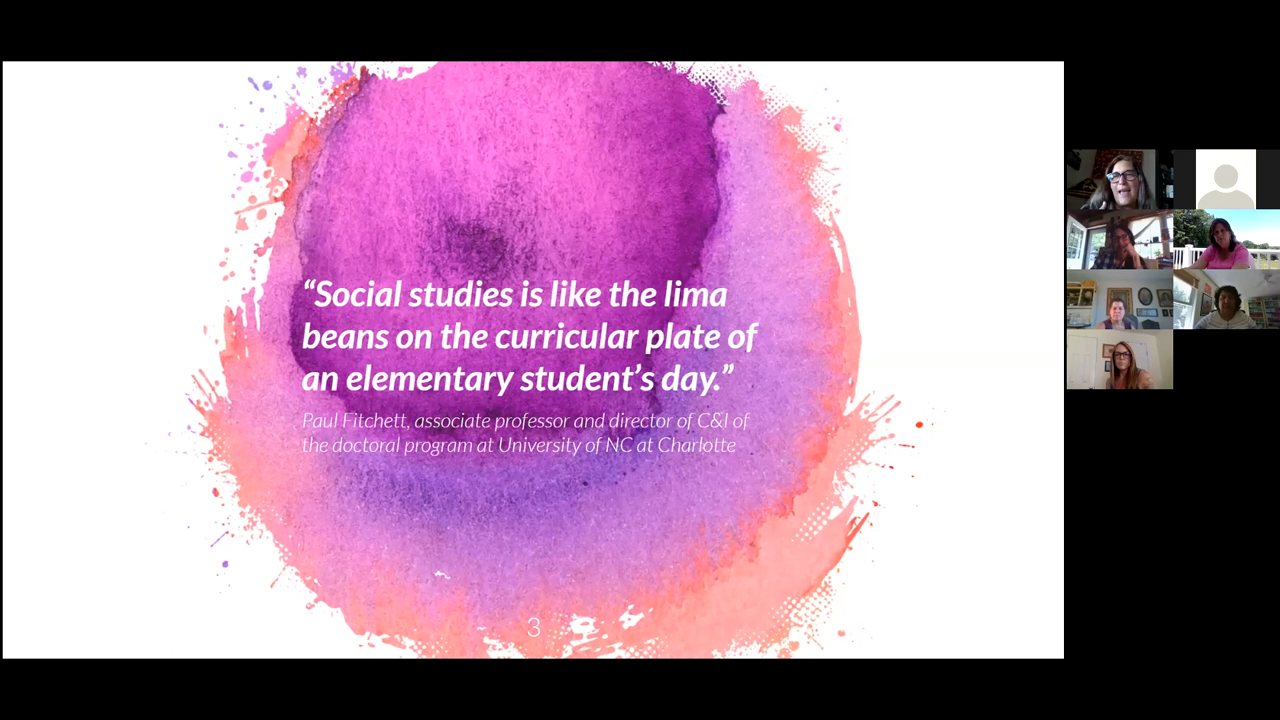 “Social studies is like the lima
beans on the curricular plate of
an elementary student’s day.”
Paul Fitchett, associate professor and director of C&I of
the doctoral program at University of NC at Charlotte
3